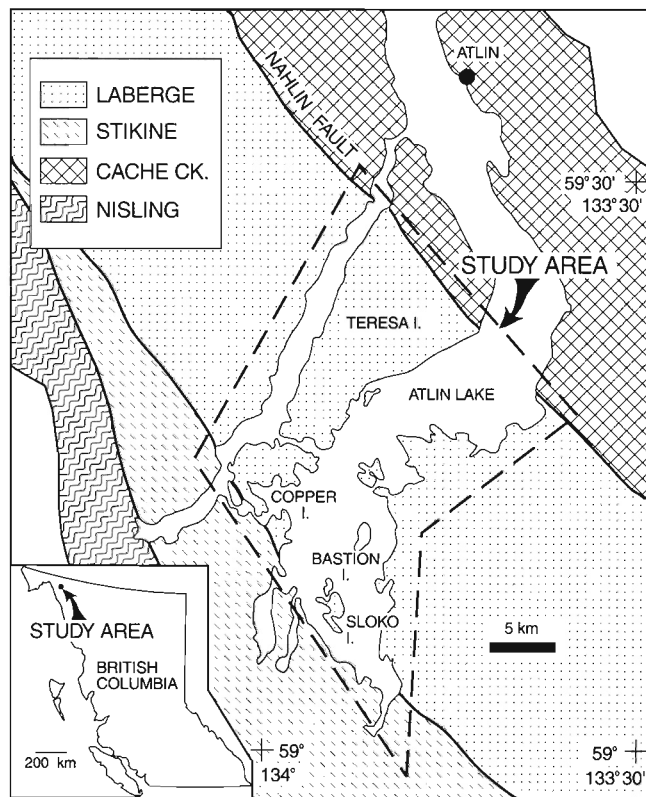 LABERGE
STIKINE
CACHE CK.
NISLING
NAHLIN FAULT
ATLIN
59° 30'
133° 30'
STUDY AREA
TERESA I.
ATLIN LAKE
COPPER
I.
BASTION
I.
SLOKO
I.
5 km
STUDY AREA
BRITISH
COLUMBIA
200 km
59°
134°
59°
133° 30'